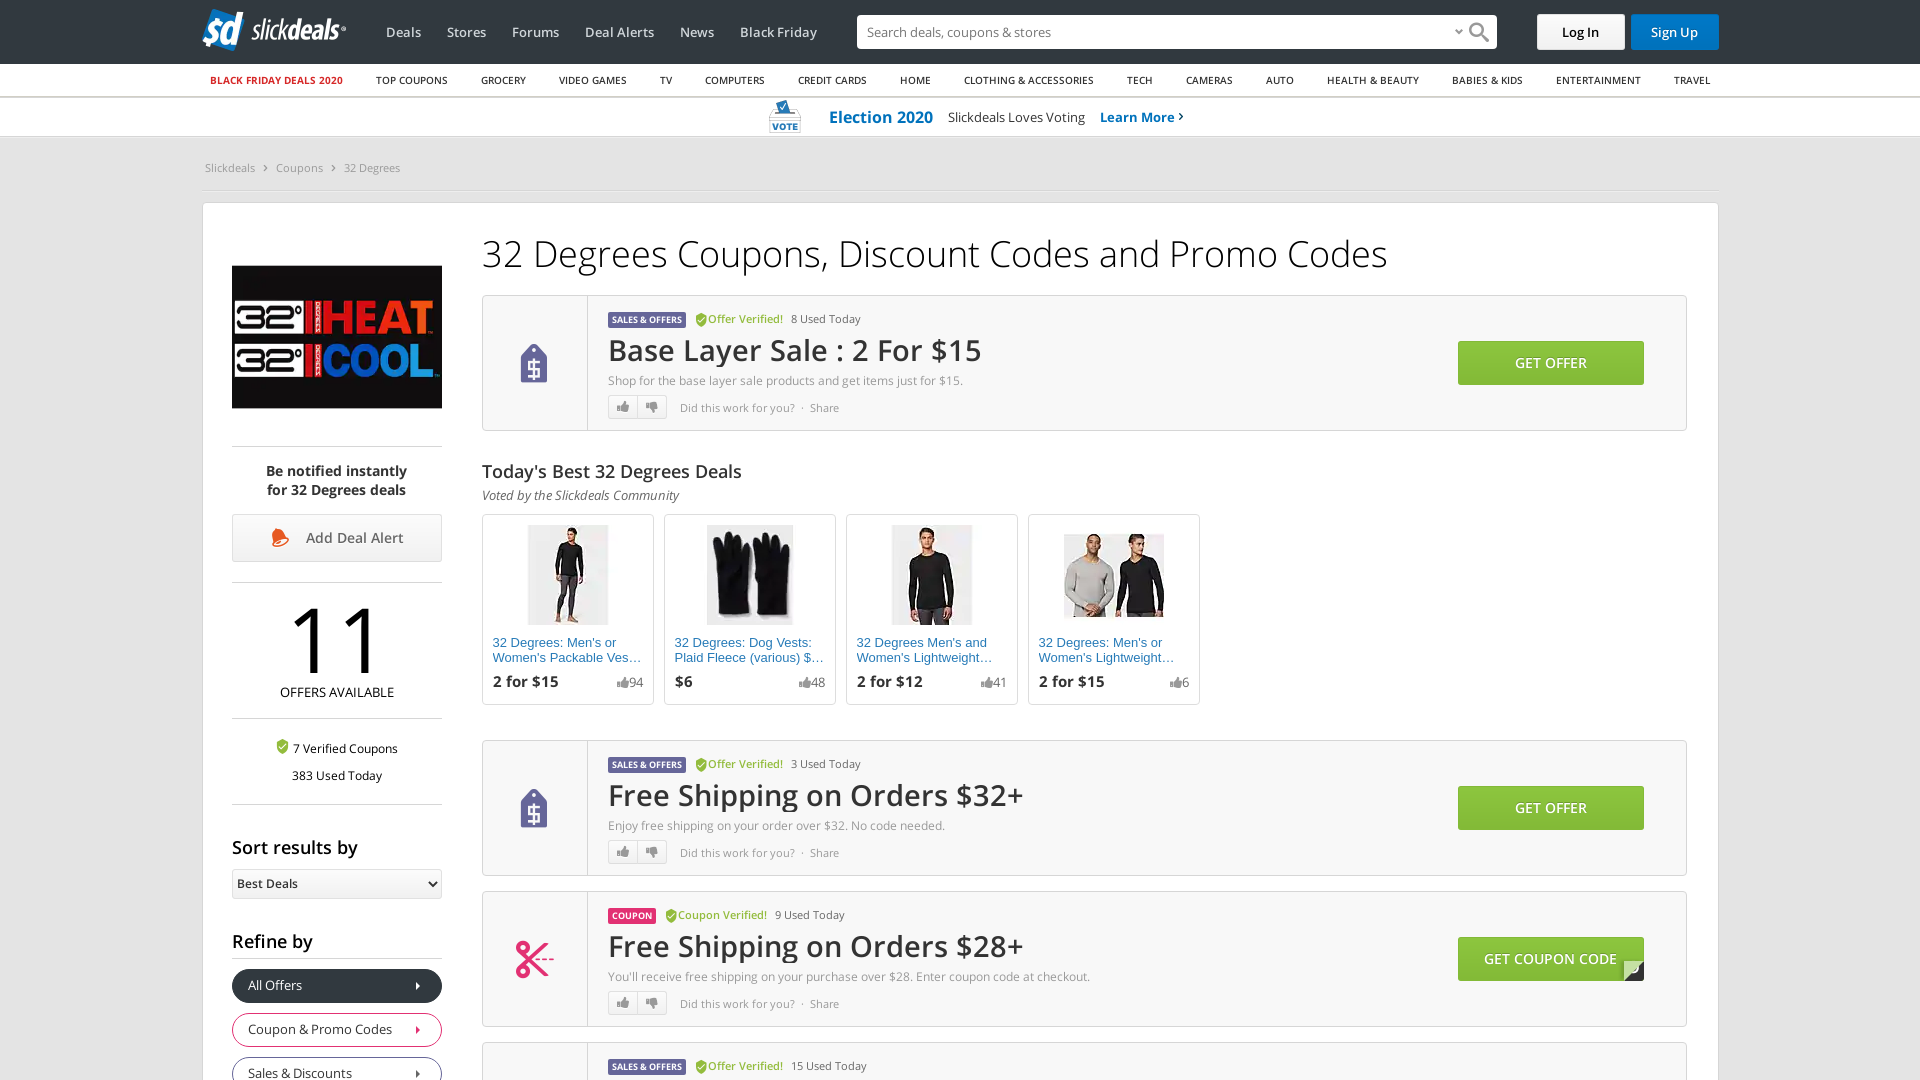 sd slickdeals
Deals
Stores
Forums
Deal Alerts
News
Black Friday
Search deals, coupons & stores
Log In
Sign Up
BLACK FRIDAY DEALS 2020
TOP COUPONS
GROCERY
VIDEO GAMES
TV
COMPUTERS
CREDIT CARDS
HOME
CLOTHING & ACCESSORIES
TECH
CAMERAS
AUTO
HEALTH & BEAUTY
BABIES & KIDS
ENTERTAINMENT
TRAVEL
VOTE
Election 2020
Slickdeals Loves Voting
Learn More
Slickdeals
Coupons
32 Degrees
32° DEGREES HEAT
32° DEGREES COOL
Be notified instantly
for 32 Degrees deals
Add Deal Alert
11
OFFERS AVAILABLE
7 Verified Coupons
383 Used Today
Sort results by
Best Deals
Refine by
All Offers
Coupon & Promo Codes
Sales & Discounts
32 Degrees Coupons, Discount Codes and Promo Codes
SALES & OFFERS
Offer Verified!
8 Used Today
Base Layer Sale : 2 For $15
Shop for the base layer sale products and get items just for $15.
Did this work for you? · Share
GET OFFER
Today's Best 32 Degrees Deals
Voted by the Slickdeals Community
32 Degrees: Men's or
Women's Packable Ves…
2 for $15
94
32 Degrees: Dog Vests:
Plaid Fleece (various) $…
$6
48
32 Degrees Men's and
Women's Lightweight…
2 for $12
41
32 Degrees: Men's or
Women's Lightweight…
2 for $15
6
SALES & OFFERS
Offer Verified!
3 Used Today
Free Shipping on Orders $32+
Enjoy free shipping on your order over $32. No code needed.
Did this work for you? · Share
GET OFFER
COUPON
Coupon Verified!
9 Used Today
Free Shipping on Orders $28+
You'll receive free shipping on your purchase over $28. Enter coupon code at checkout.
Did this work for you? · Share
GET COUPON CODE
SALES & OFFERS
Offer Verified!
15 Used Today